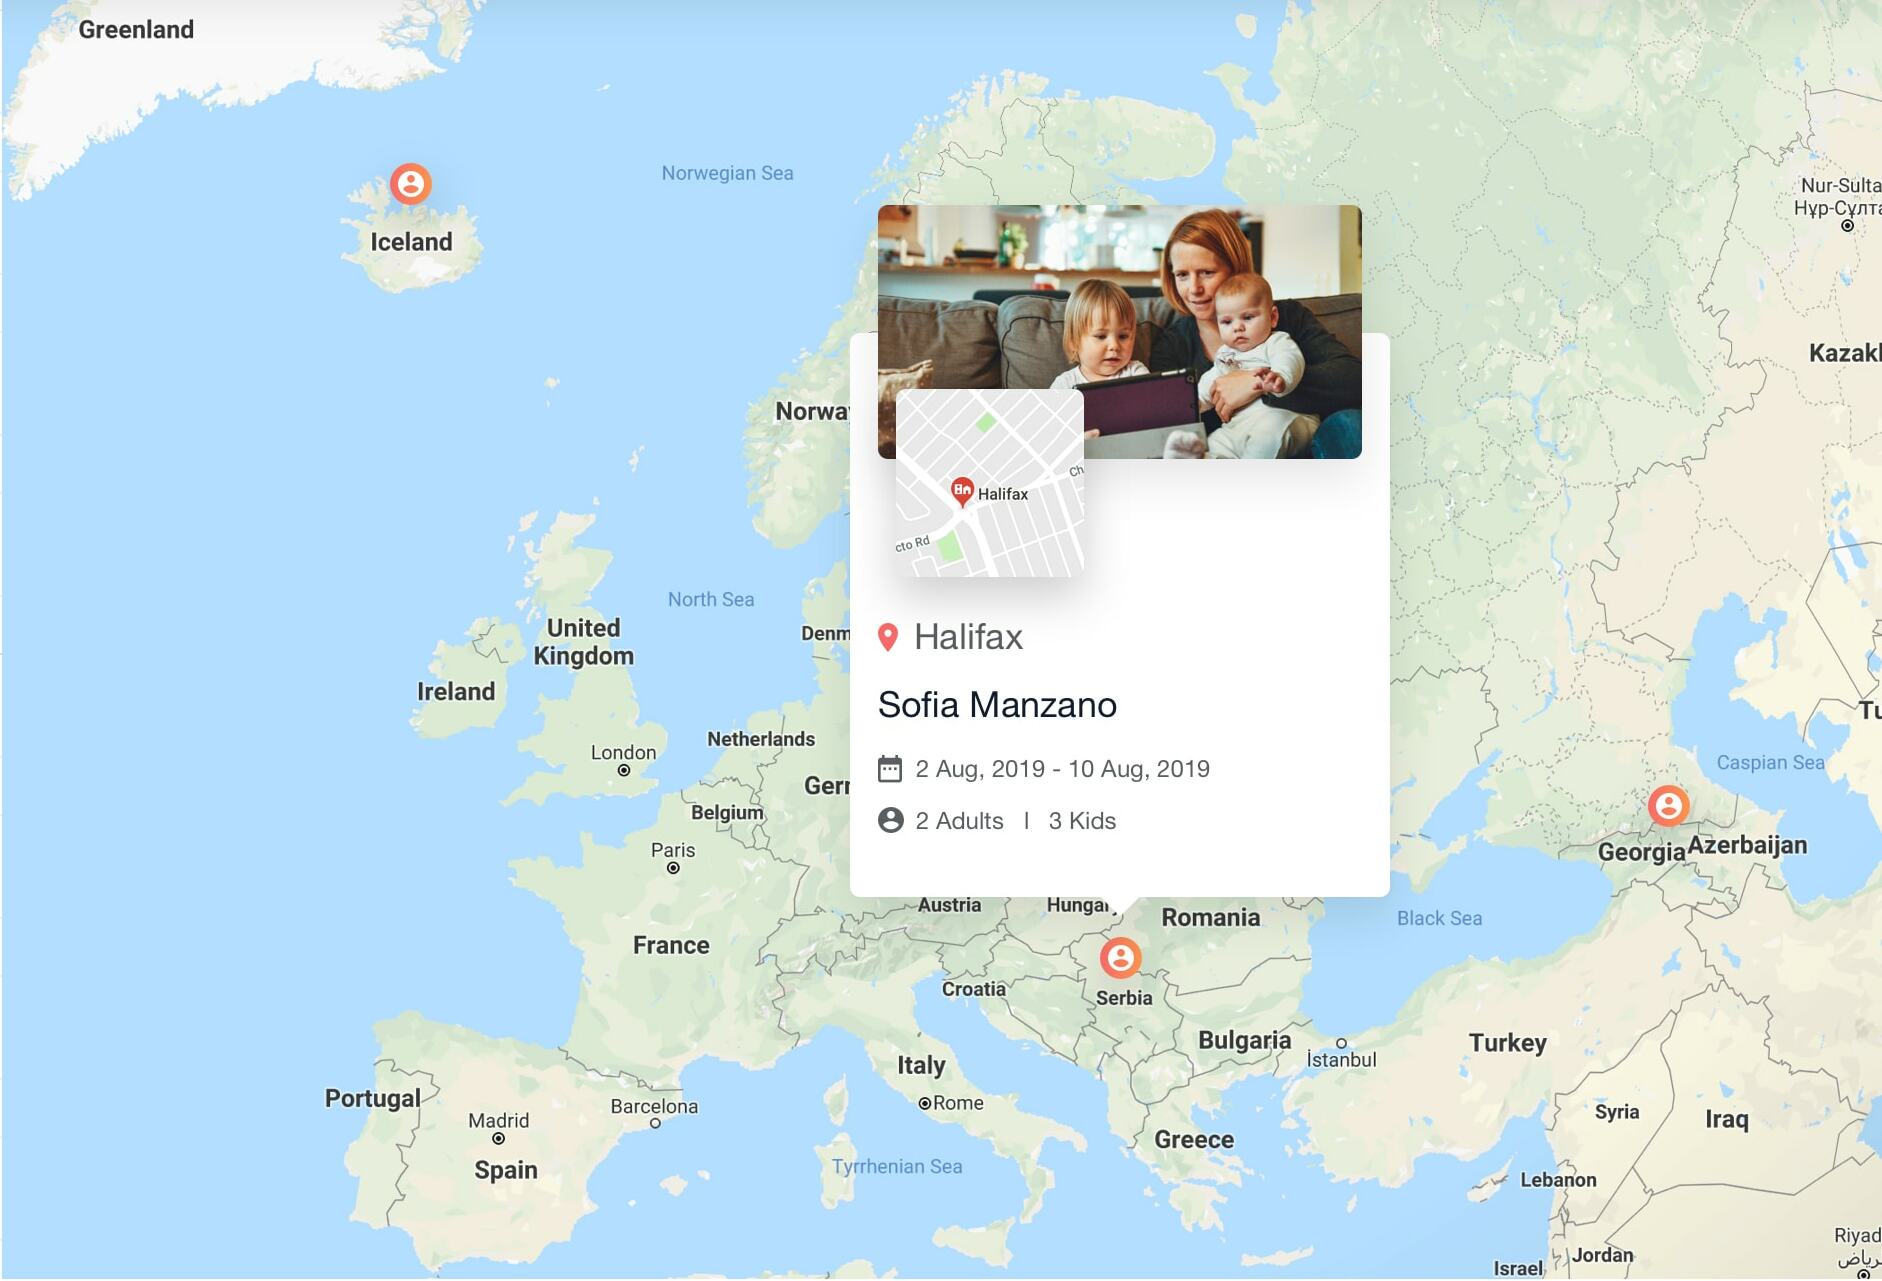 Greenland
Norwegian Sea
Nur-Sulta
Нұр-Сұлта
Iceland
Kazakl
Norwa
Halifax
Ch
cto Rd
North Sea
United
Kingdom
Denm
Halifax
Ireland
Sofia Manzano
Tu
London
Netherlands
2 Aug, 2019 - 10 Aug, 2019
Caspian Sea
Gern
Belgium
2 Adults | 3 Kids
Paris
Georgia
Azerbaijan
Austria
Hungary
Romania
Black Sea
France
Croatia
Serbia
Bulgaria
Turkey
İstanbul
Italy
Portugal
Rome
Barcelona
Madrid
Syria
Iraq
Greece
Tyrrhenian Sea
Spain
Lebanon
Riyad
Jordan
Israel